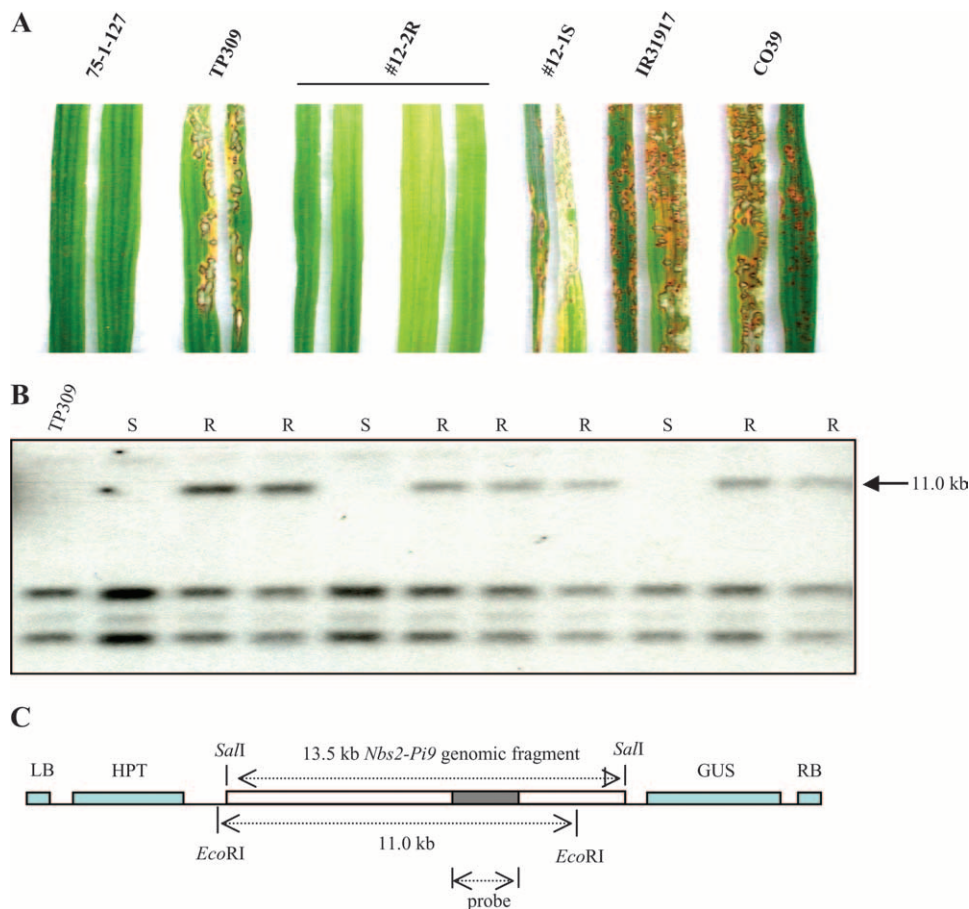 A
75-1-127 TP309 #12-2R #12-1S IR31917 CO39
B
TP309 S R R S R R R S R R
11.0 kb
C
SalI 13.5 kb Nbs2-Pi9 genomic fragment SalI
LB HPT GUS RB
11.0 kb
EcoRI EcoRI
probe